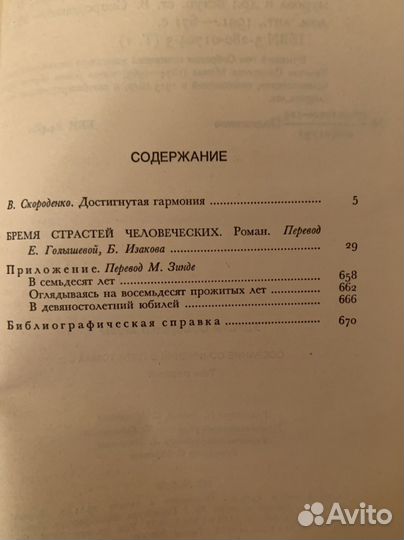 СОДЕРЖАНИЕ
В. Скороденко. Достигнутая гармония 5
БРЕМЯ СТРАСТЕЙ ЧЕЛОВЕЧЕСКИХ. Роман. Перевод
Е. Голышевой, Б. Изакова 29
Приложение. Перевод М. Зинде
В семьдесят лет 658
Оглядываясь на восемьдесят прожитых лет 662
В девяностолетний юбилей 666
Библиографическая справка 670
Avito